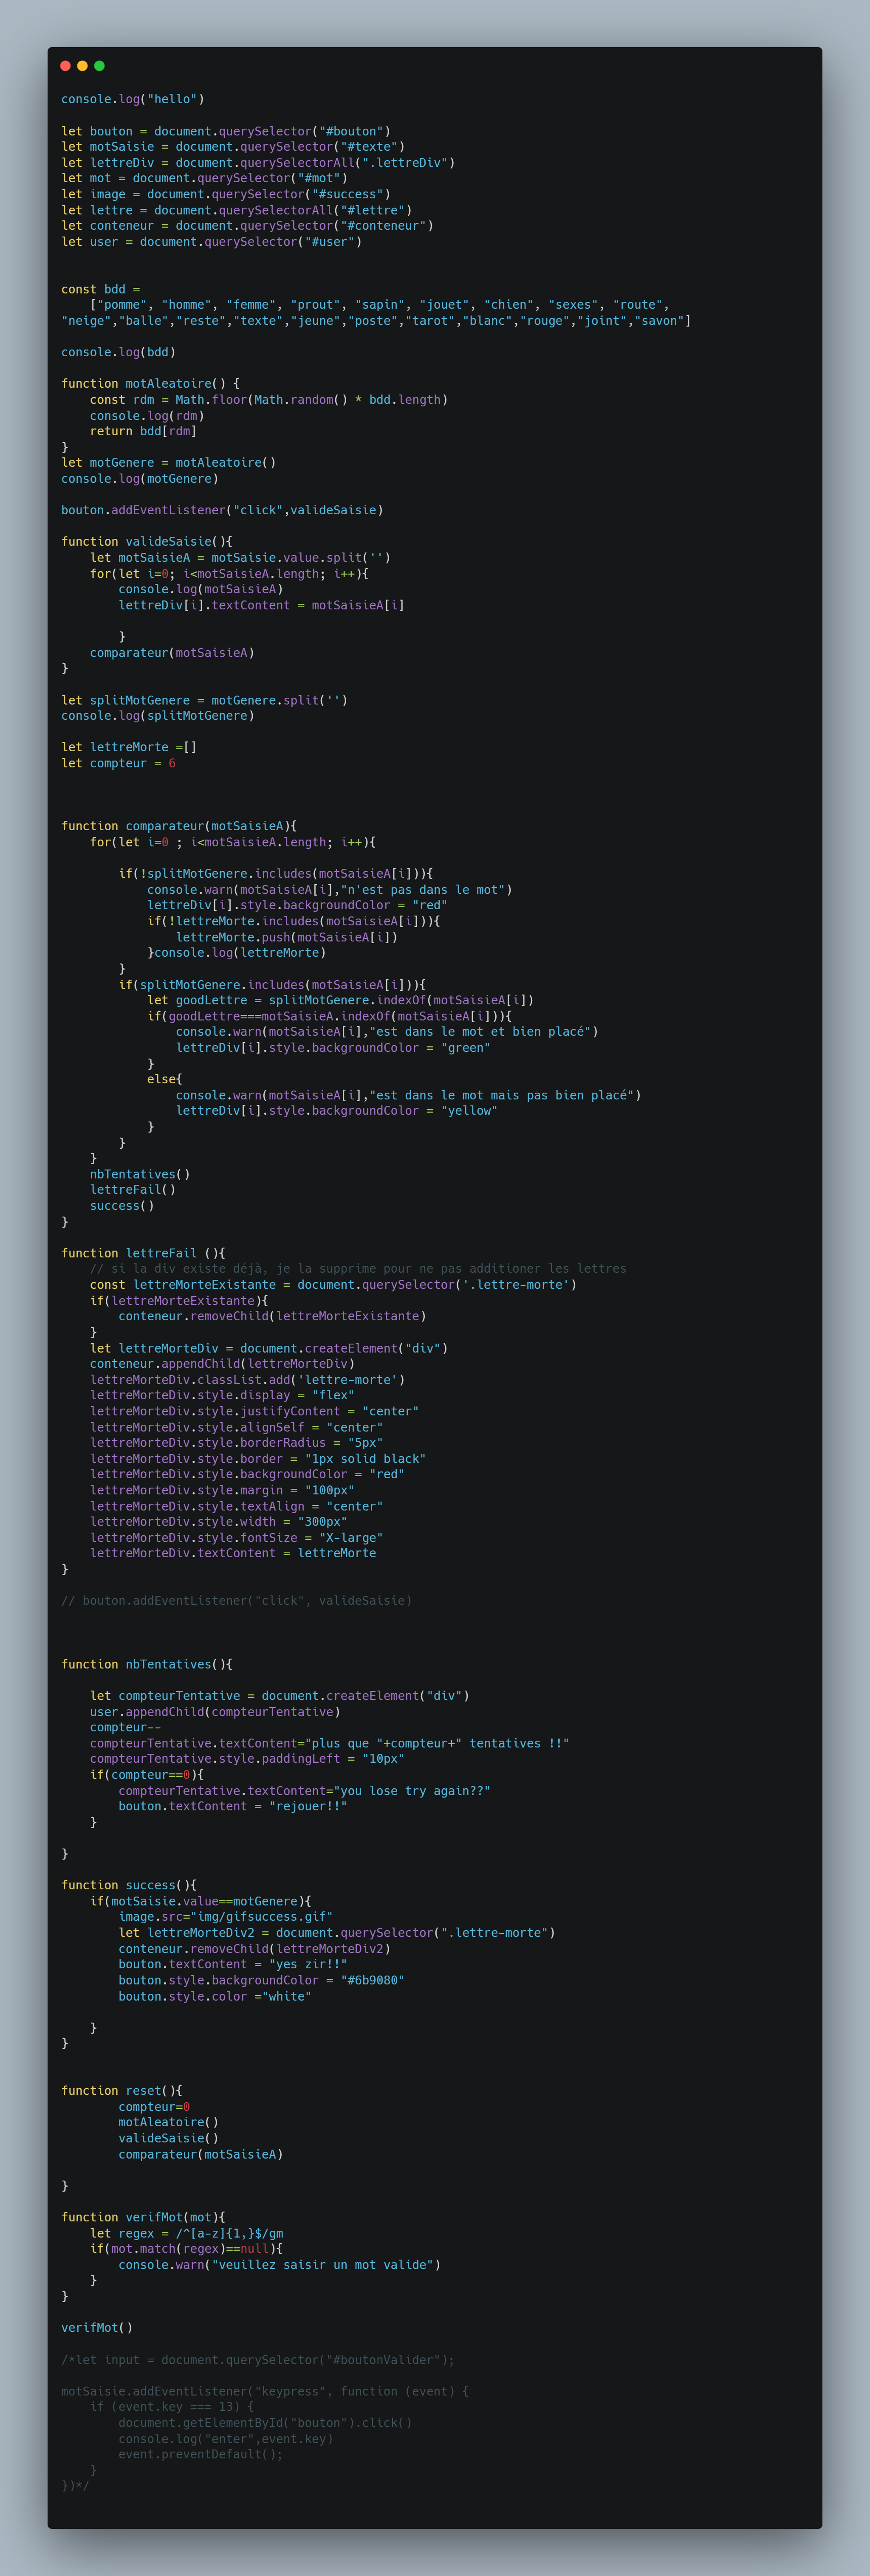 console.log("hello")

let bouton = document.querySelector("#bouton")
let motSaisie = document.querySelector("#texte")
let lettreDiv = document.querySelectorAll(".lettreDiv")
let mot = document.querySelector("#mot")
let image = document.querySelector("#success")
let lettre = document.querySelectorAll("#lettre")
let conteneur = document.querySelector("#conteneur")
let user = document.querySelector("#user")

const bdd =
    ["pomme", "homme", "femme", "prout", "sapin", "jouet", "chien", "sexes", "route",
"neige","balle","reste","texte","jeune","poste","tarot","blanc","rouge","joint","savon"]

console.log(bdd)

function motAleatoire() {
    const rdm = Math.floor(Math.random() * bdd.length)
    console.log(rdm)
    return bdd[rdm]
}
let motGenere = motAleatoire()
console.log(motGenere)

bouton.addEventListener("click",valideSaisie)

function valideSaisie(){
    let motSaisieA = motSaisie.value.split('')
    for(let i=0; i<motSaisieA.length; i++){
        console.log(motSaisieA)
        lettreDiv[i].textContent = motSaisieA[i]

        }
    comparateur(motSaisieA)
}

let splitMotGenere = motGenere.split('')
console.log(splitMotGenere)

let lettreMorte =[]
let compteur = 6

function comparateur(motSaisieA){
    for(let i=0 ; i<motSaisieA.length; i++){

        if(!splitMotGenere.includes(motSaisieA[i])){
            console.warn(motSaisieA[i],"n'est pas dans le mot")
            lettreDiv[i].style.backgroundColor = "red"
            if(!lettreMorte.includes(motSaisieA[i])){
                lettreMorte.push(motSaisieA[i])
            }console.log(lettreMorte)
        }
        if(splitMotGenere.includes(motSaisieA[i])){
            let goodLettre = splitMotGenere.indexOf(motSaisieA[i])
            if(goodLettre===motSaisieA.indexOf(motSaisieA[i])){
                console.warn(motSaisieA[i],"est dans le mot et bien placé")
                lettreDiv[i].style.backgroundColor = "green"
            }
            else{
                console.warn(motSaisieA[i],"est dans le mot mais pas bien placé")
                lettreDiv[i].style.backgroundColor = "yellow"
            }
        }
    }
    nbTentatives()
    lettreFail()
    success()
}

function lettreFail (){
    // si la div existe déjà, je la supprime pour ne pas additioner les lettres
    const lettreMorteExistante = document.querySelector('.lettre-morte')
    if(lettreMorteExistante){
        conteneur.removeChild(lettreMorteExistante)
    }
    let lettreMorteDiv = document.createElement("div")
    conteneur.appendChild(lettreMorteDiv)
    lettreMorteDiv.classList.add('lettre-morte')
    lettreMorteDiv.style.display = "flex"
    lettreMorteDiv.style.justifyContent = "center"
    lettreMorteDiv.style.alignSelf = "center"
    lettreMorteDiv.style.borderRadius = "5px"
    lettreMorteDiv.style.border = "1px solid black"
    lettreMorteDiv.style.backgroundColor = "red"
    lettreMorteDiv.style.margin = "100px"
    lettreMorteDiv.style.textAlign = "center"
    lettreMorteDiv.style.width = "300px"
    lettreMorteDiv.style.fontSize = "X-large"
    lettreMorteDiv.textContent = lettreMorte
}

// bouton.addEventListener("click", valideSaisie)

function nbTentatives(){

    let compteurTentative = document.createElement("div")
    user.appendChild(compteurTentative)
    compteur--
    compteurTentative.textContent="plus que "+compteur+" tentatives !!"
    compteurTentative.style.paddingLeft = "10px"
    if(compteur==0){
        compteurTentative.textContent="you lose try again??"
        bouton.textContent = "rejouer!!"
    }

}

function success(){
    if(motSaisie.value==motGenere){
        image.src="img/gifsuccess.gif"
        let lettreMorteDiv2 = document.querySelector(".lettre-morte")
        conteneur.removeChild(lettreMorteDiv2)
        bouton.textContent = "yes zir!!"
        bouton.style.backgroundColor = "#6b9080"
        bouton.style.color ="white"

    }
}

function reset(){
        compteur=0
        motAleatoire()
        valideSaisie()
        comparateur(motSaisieA)

}

function verifMot(mot){
    let regex = /^[a-z]{1,}$/gm
    if(mot.match(regex)==null){
        console.warn("veuillez saisir un mot valide")
    }
}

verifMot()

/*let input = document.querySelector("#boutonValider");

motSaisie.addEventListener("keypress", function (event) {
    if (event.key === 13) {
        document.getElementById("bouton").click()
        console.log("enter",event.key)
        event.preventDefault();
    }
})*/